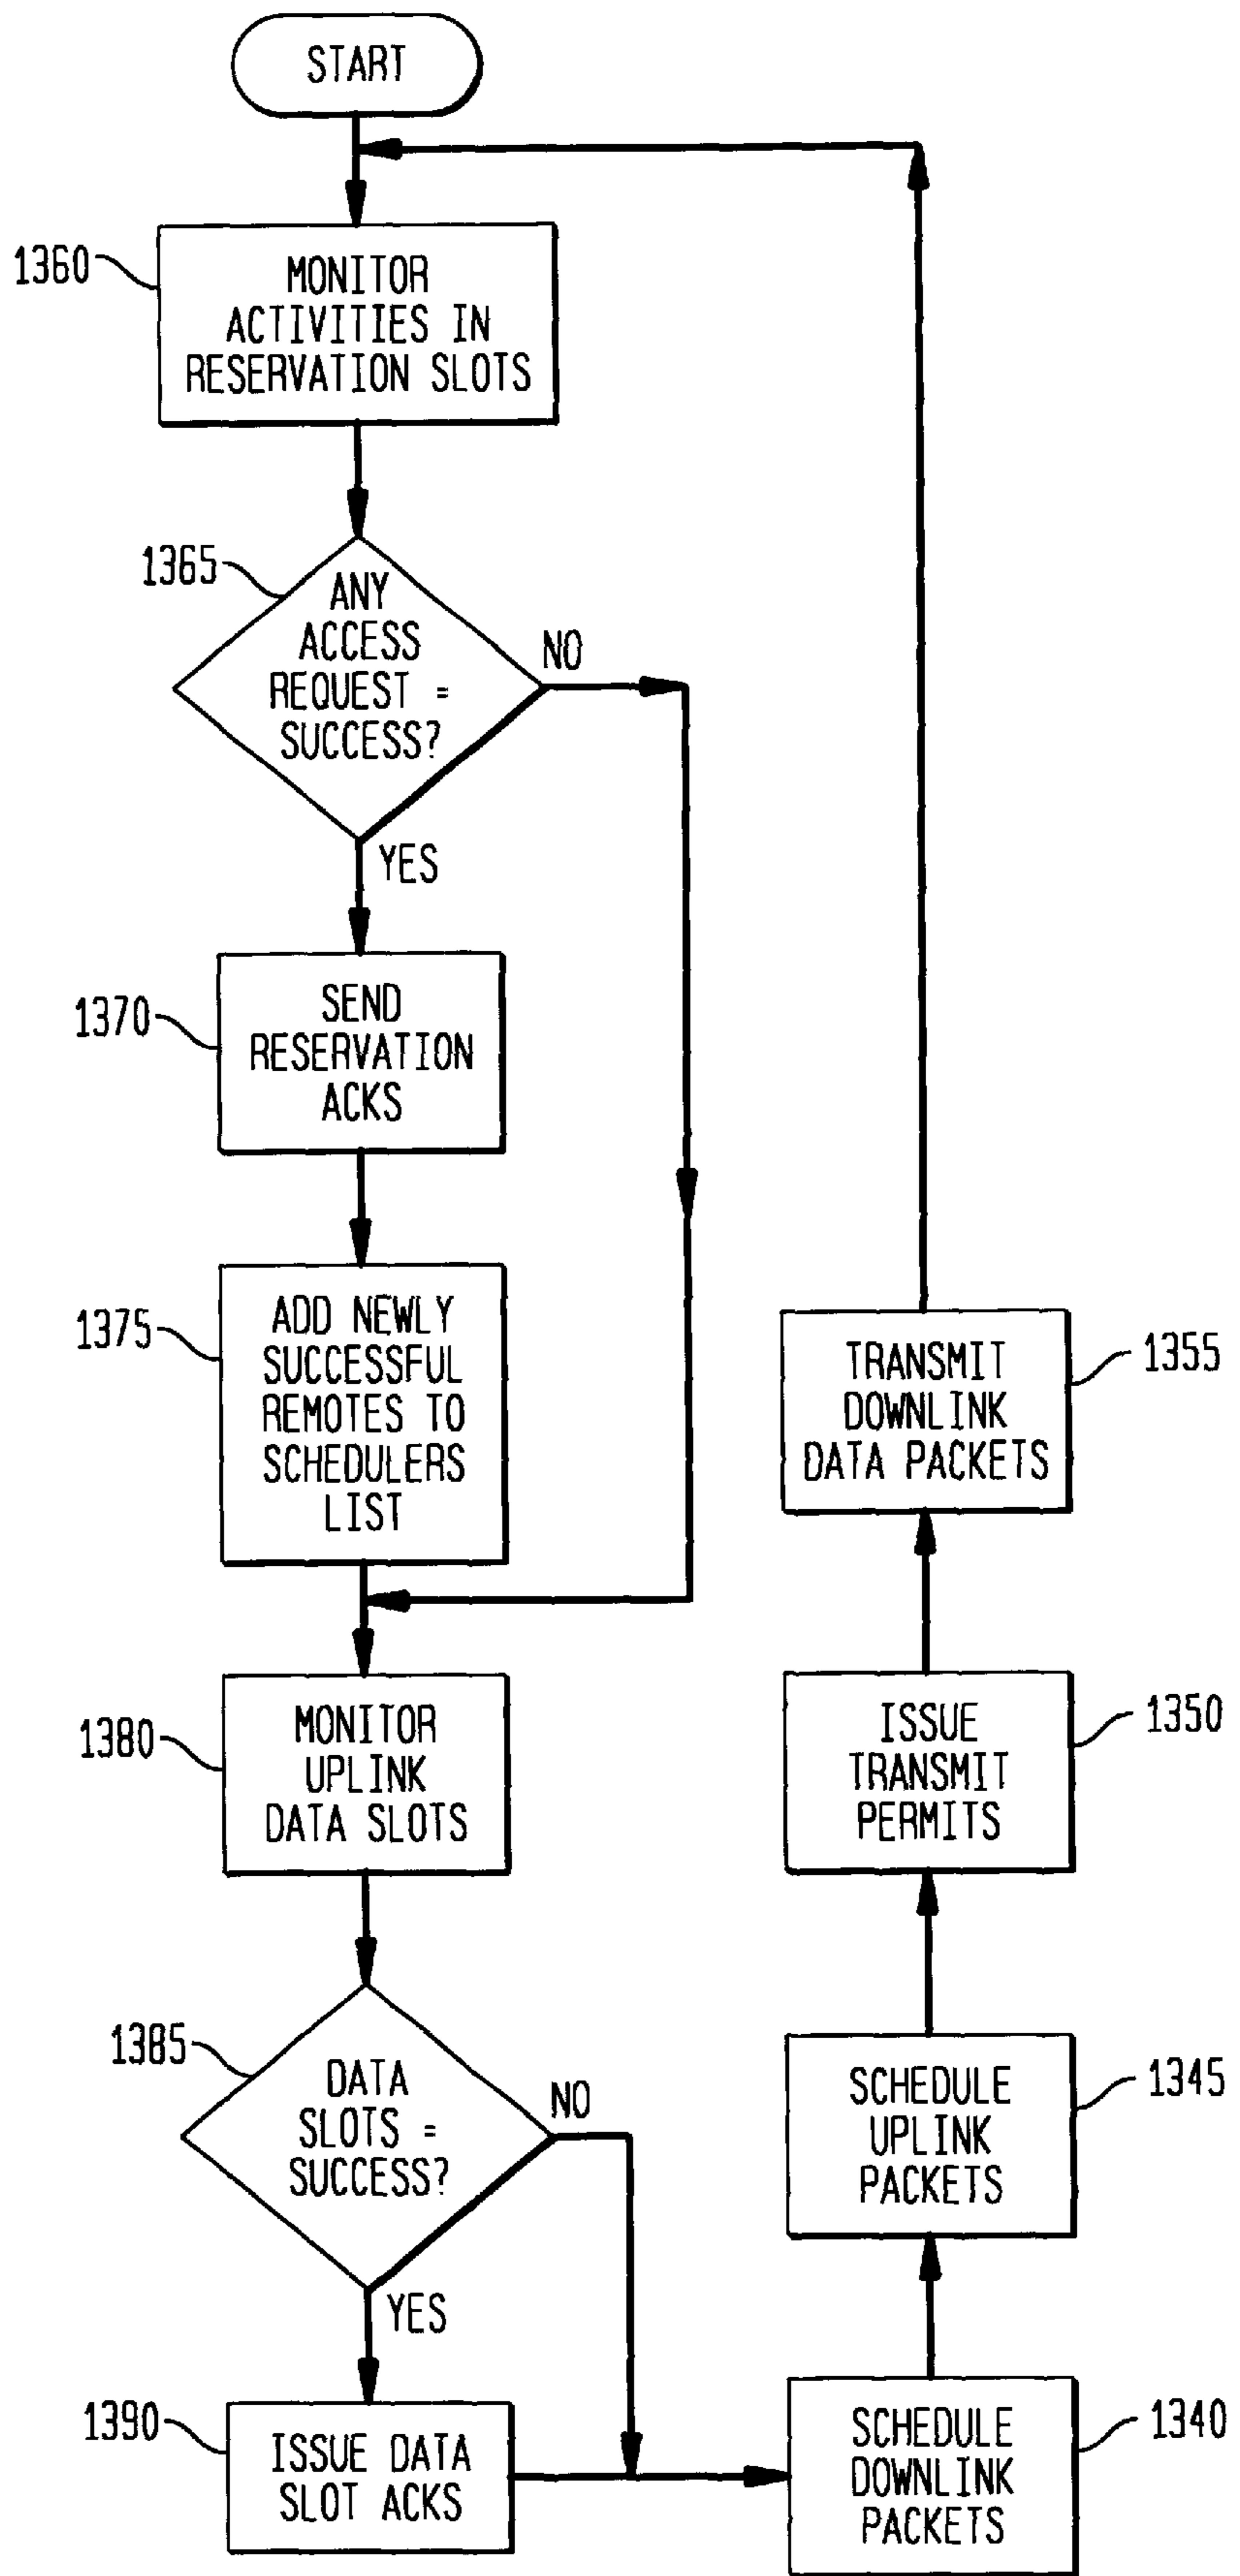 START
1360
MONITOR
ACTIVITIES IN
RESERVATION SLOTS
1365
ANY
ACCESS
REQUEST =
SUCCESS?
NO
YES
1370
SEND
RESERVATION
ACKS
1375
ADD NEWLY
SUCCESSFUL
REMOTES TO
SCHEDULERS
LIST
1380
MONITOR
UPLINK
DATA SLOTS
1385
DATA
SLOTS =
SUCCESS?
NO
YES
1390
ISSUE DATA
SLOT ACKS
SCHEDULE
DOWNLINK
PACKETS
1340
SCHEDULE
UPLINK
PACKETS
1345
ISSUE
TRANSMIT
PERMITS
1350
TRANSMIT
DOWNLINK
DATA PACKETS
1355